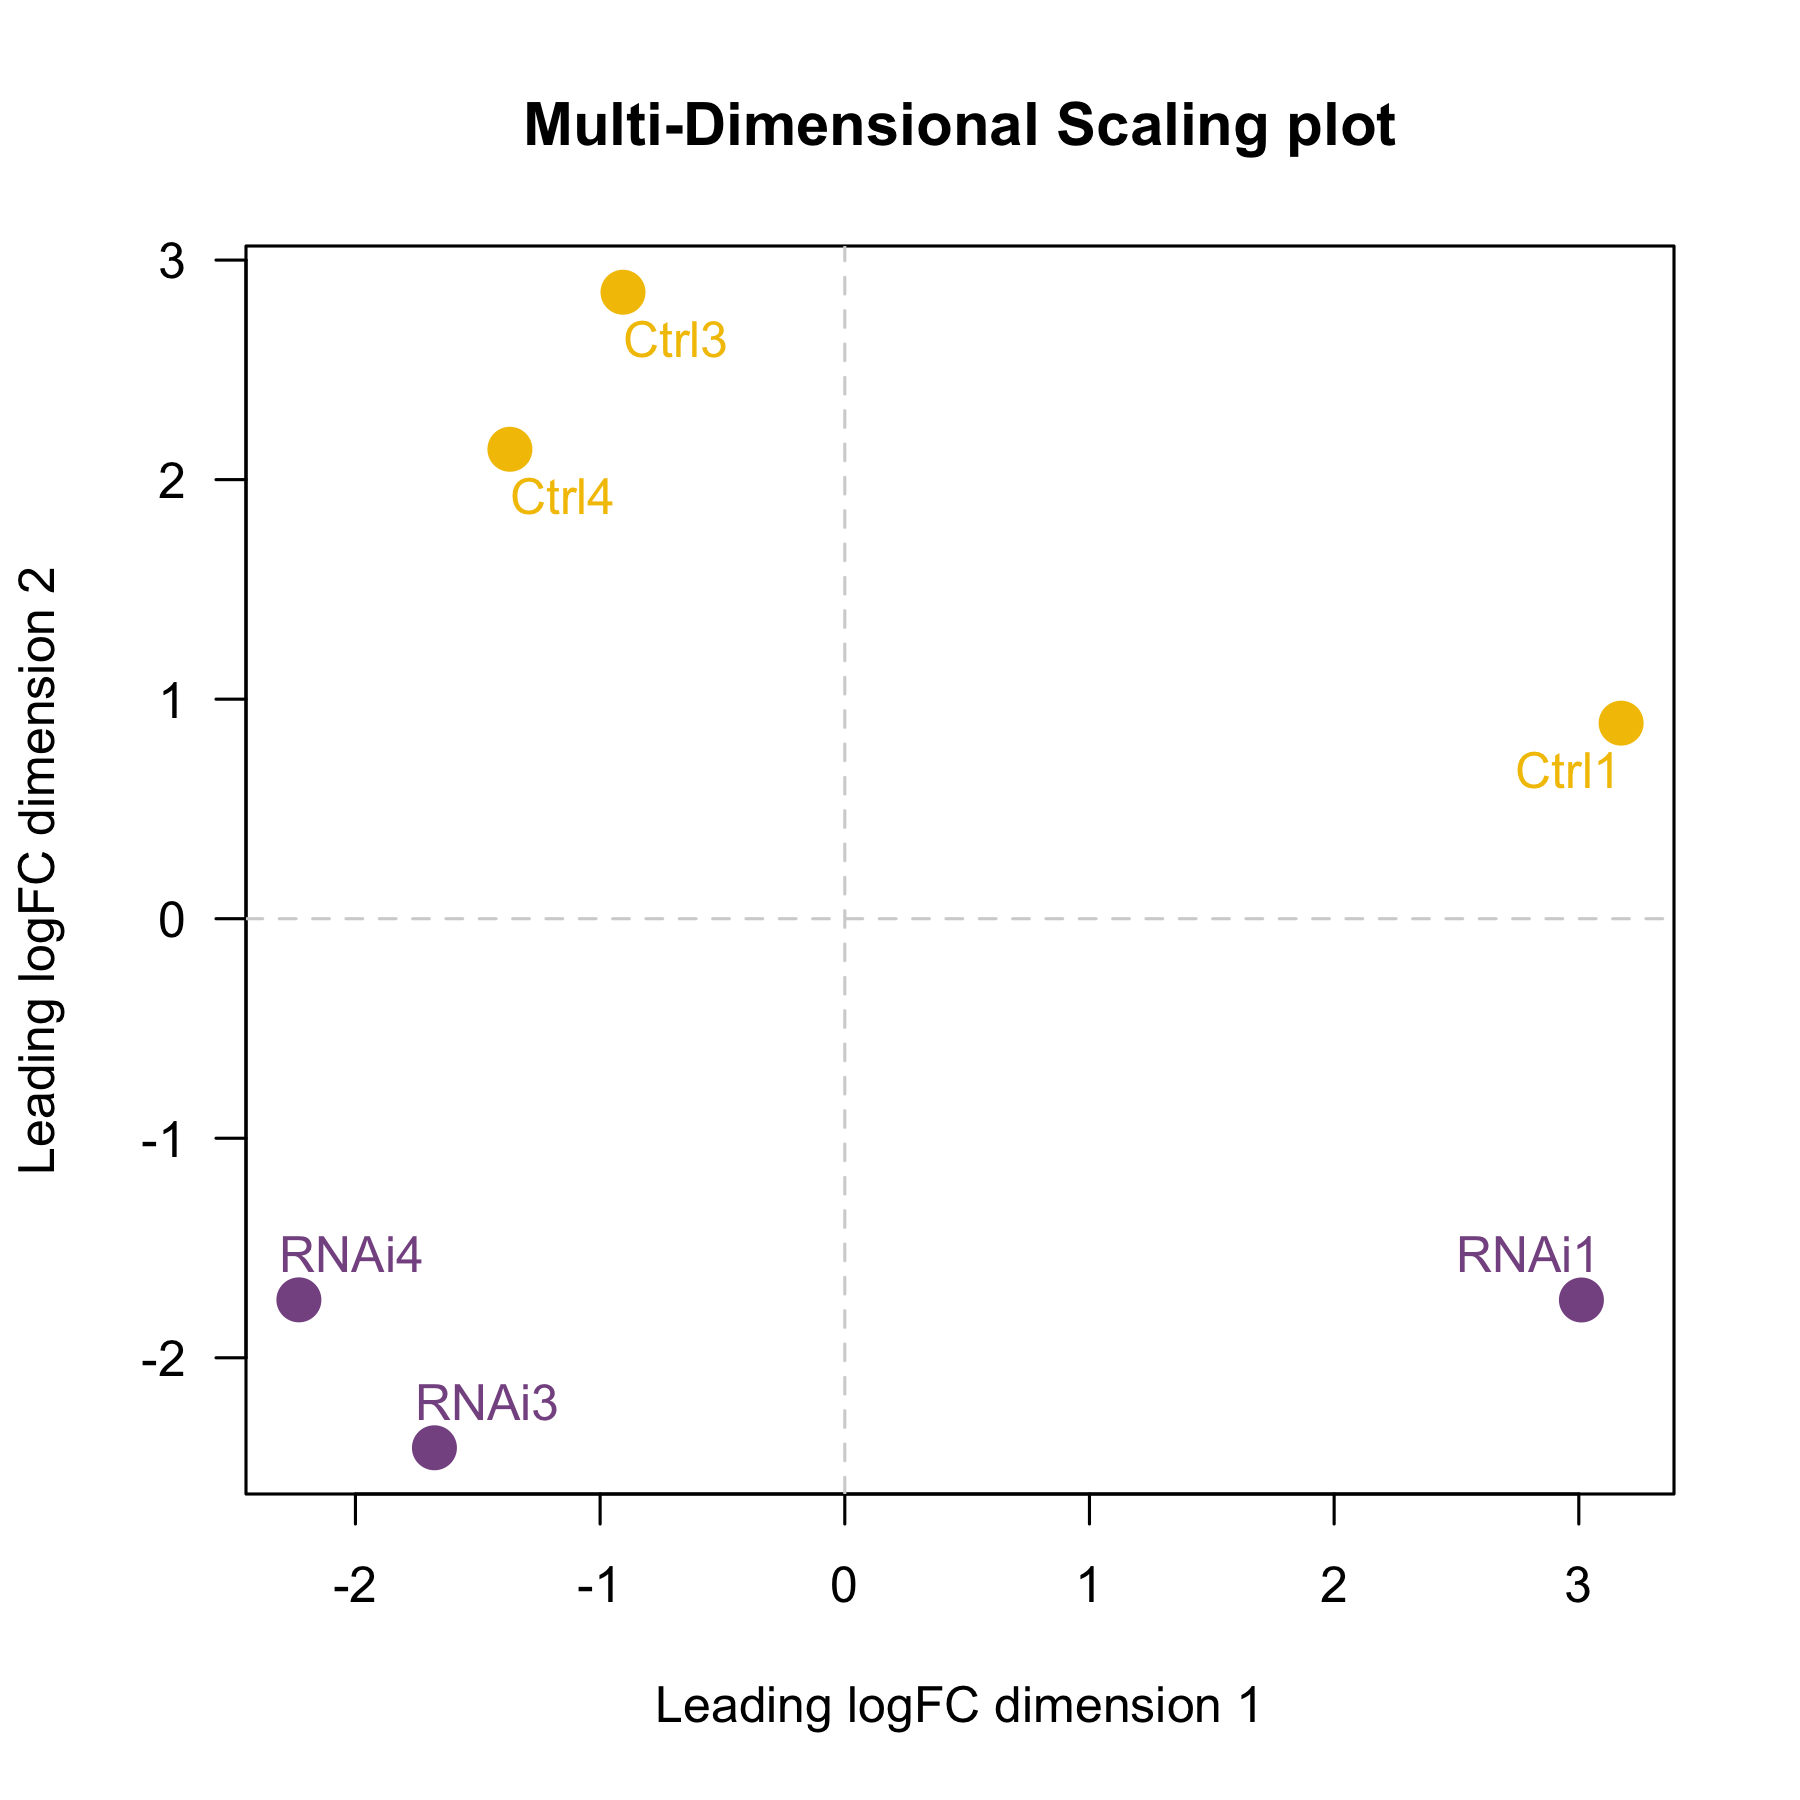 Multi-Dimensional Scaling plot
3
Ctrl3
2
Ctrl4
1
Ctrl1
0
-1
RNAi4
RNAi1
-2
RNAi3
Leading logFC dimension 2
-2 -1 0 1 2 3
Leading logFC dimension 1